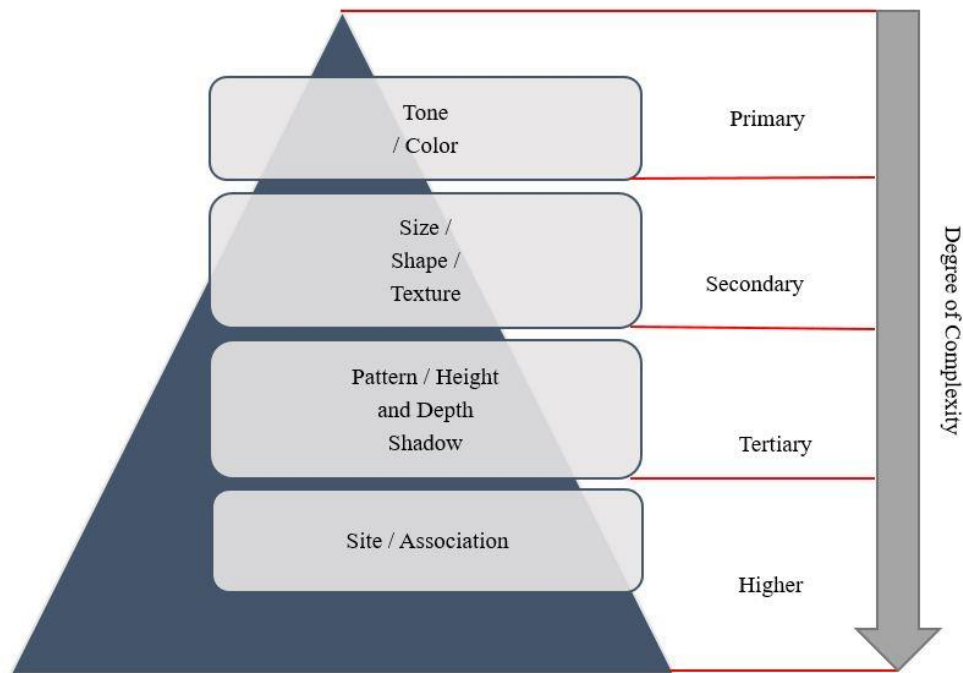 Tone
/ Color
Primary
Size /
Shape /
Texture
Secondary
Pattern / Height
and Depth
Shadow
Tertiary
Site / Association
Higher
Degree of Complexity